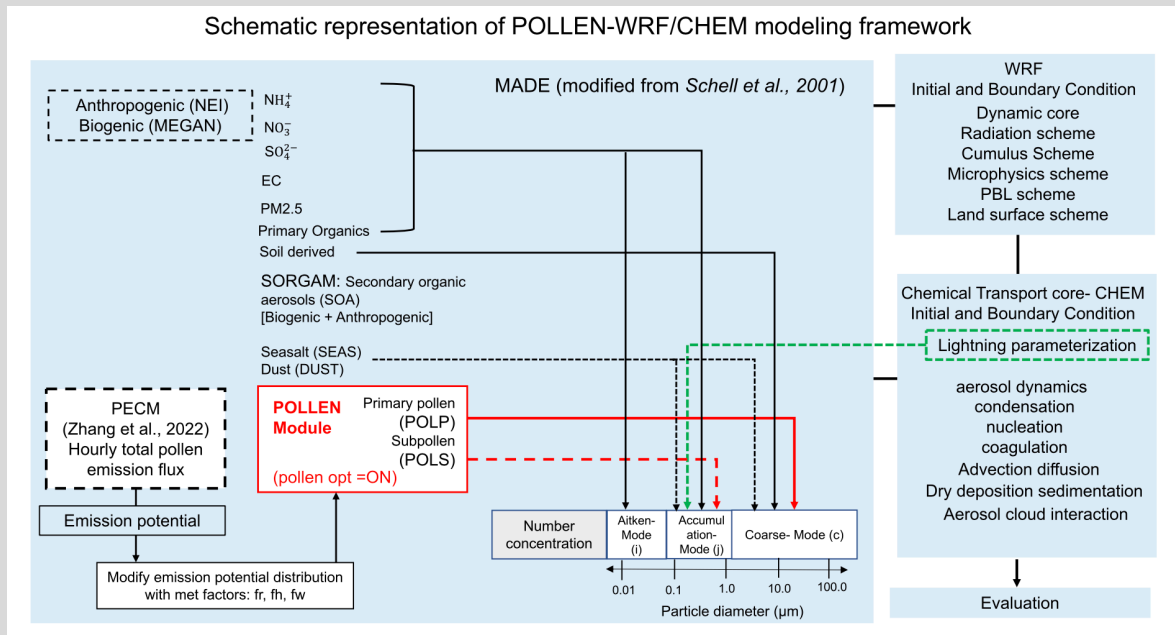 Schematic representation of POLLEN-WRF/CHEM modeling framework
MADE (modified from Schell et al., 2001)
Anthropogenic (NEI)
Biogenic (MEGAN)
NH₄⁺
NO₃⁻
SO₄²⁻
EC
PM2.5
Primary Organics
Soil derived
SORGAM: Secondary organic
aerosols (SOA)
[Biogenic + Anthropogenic]
Seasalt (SEAS)
Dust (DUST)
PECM
(Zhang et al., 2022)
Hourly total pollen
emission flux
Emission potential
Modify emission potential distribution
with met factors: fr, fh, fw
POLLEN
Module
Primary pollen
(POLP)
Subpollen
(POLS)
(pollen opt =ON)
Number
concentration
Aitken-
Mode
(i)
Accumul
ation-
Mode (j)
Coarse- Mode (c)
0.01 0.1 1.0 10.0 100.0
Particle diameter (μm)
WRF
Initial and Boundary Condition
Dynamic core
Radiation scheme
Cumulus Scheme
Microphysics scheme
PBL scheme
Land surface scheme
Chemical Transport core- CHEM
Initial and Boundary Condition
Lightning parameterization
aerosol dynamics
condensation
nucleation
coagulation
Advection diffusion
Dry deposition sedimentation
Aerosol cloud interaction
Evaluation